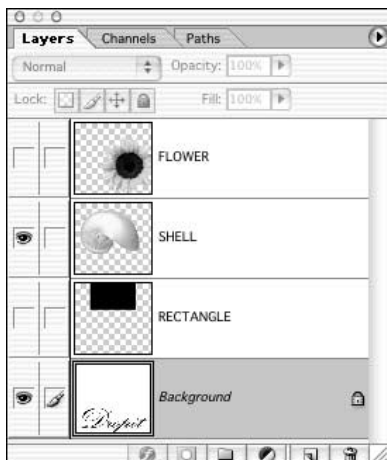 Layers Channels Paths
Normal Opacity: 100%
Lock: Fill: 100%
FLOWER
SHELL
RECTANGLE
Background